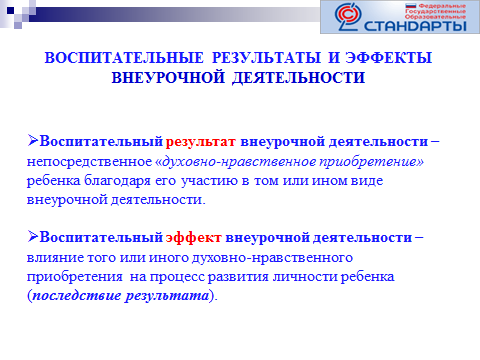 Федеральные
Государственные
Образовательные
СТАНДАРТЫ
ВОСПИТАТЕЛЬНЫЕ РЕЗУЛЬТАТЫ И ЭФФЕКТЫ
ВНЕУРОЧНОЙ ДЕЯТЕЛЬНОСТИ
➢Воспитательный результат внеурочной деятельности –
непосредственное «духовно-нравственное приобретение»
ребенка благодаря его участию в том или ином виде
внеурочной деятельности.
➢Воспитательный эффект внеурочной деятельности –
влияние того или иного духовно-нравственного
приобретения на процесс развития личности ребенка
(последствие результата).